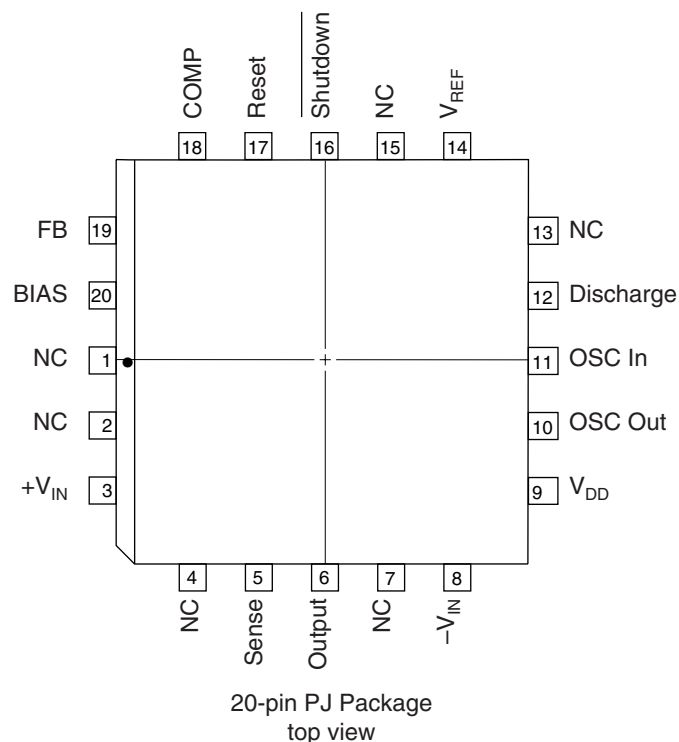 COMP
Reset
Shutdown
NC
VREF
18
17
16
15
14
FB 19
13 NC
BIAS 20
12 Discharge
NC 1
11 OSC In
NC 2
10 OSC Out
+VIN 3
9 VDD
4
5
6
7
8
NC
Sense
Output
NC
–VIN
20-pin PJ Package
top view